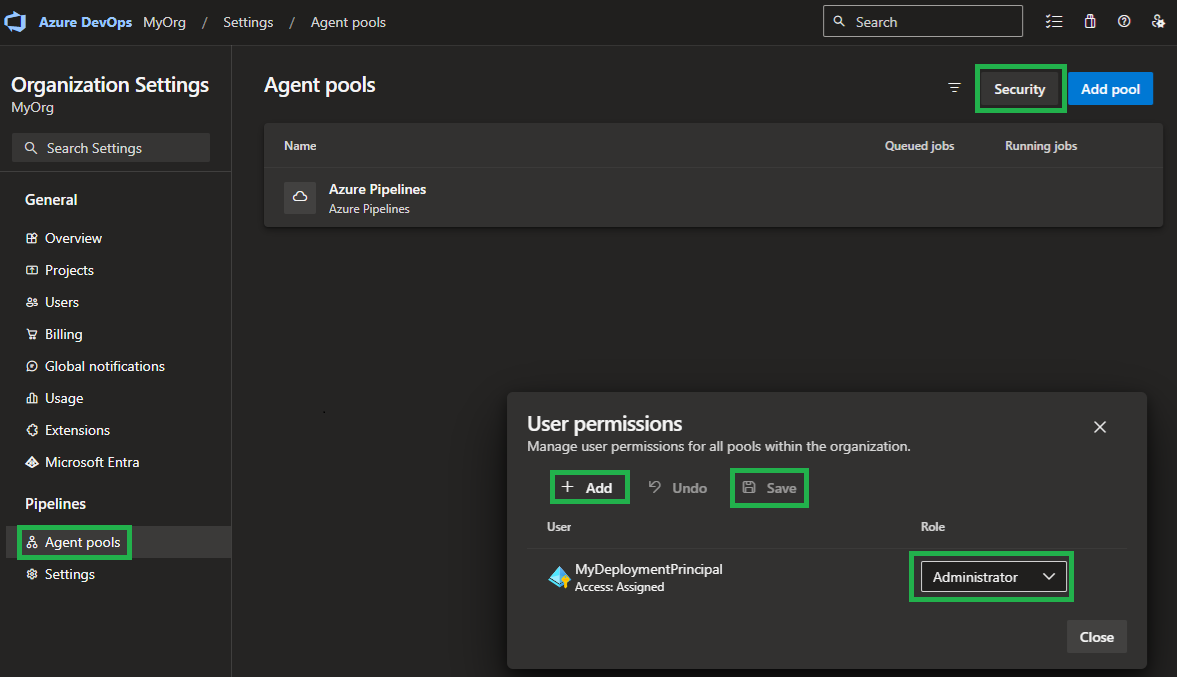 Azure DevOps MyOrg / Settings / Agent pools
Search
Organization Settings
MyOrg
Search Settings
General
Overview
Projects
Users
Billing
Global notifications
Usage
Extensions
Microsoft Entra
Pipelines
Agent pools
Settings
Agent pools
Security
Add pool
Name Queued jobs Running jobs
Azure Pipelines
Azure Pipelines
User permissions
Manage user permissions for all pools within the organization.
Add Undo Save
User Role
MyDeploymentPrincipal
Access: Assigned
Administrator
Close